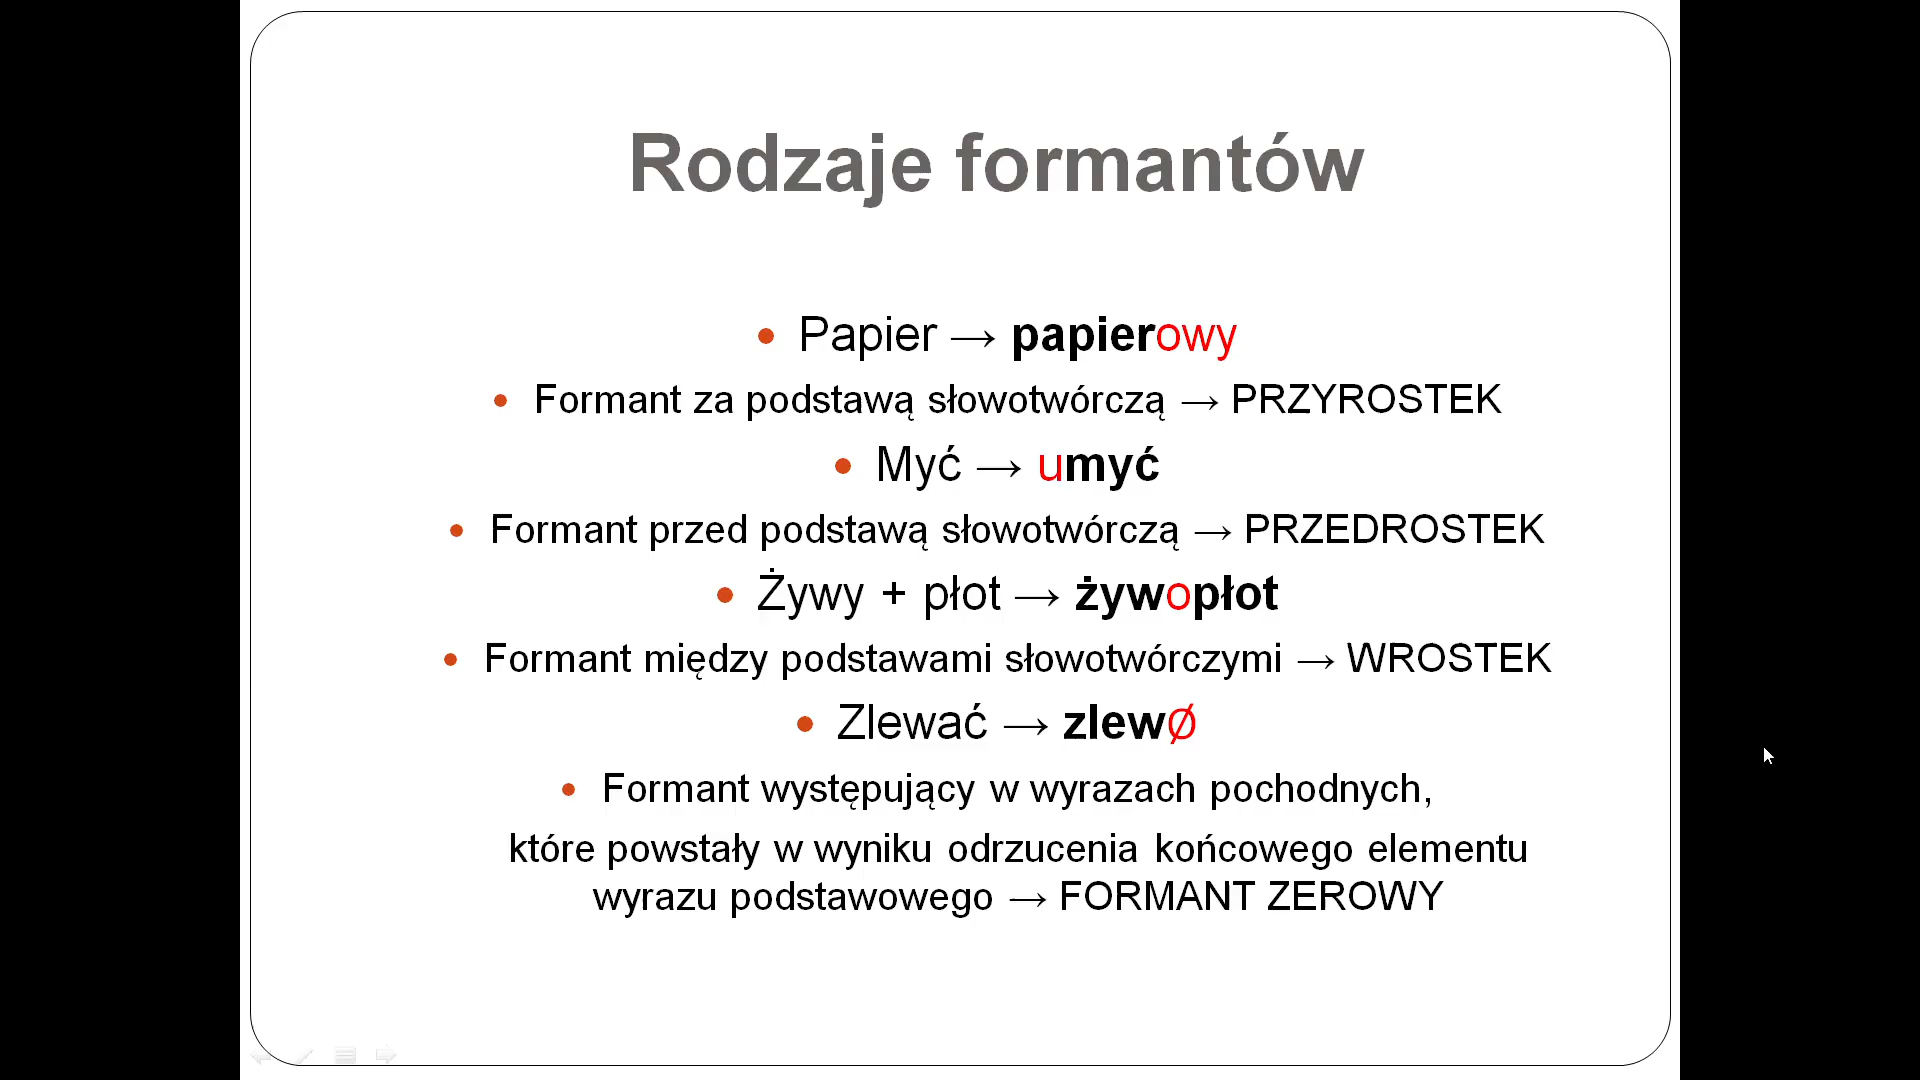 Rodzaje formantów
• Papier → papierowy
• Formant za podstawą słowotwórczą → PRZYROSTEK
• Myć → umyć
• Formant przed podstawą słowotwórczą → PRZEDROSTEK
• Żywy + płot → żywopłot
• Formant między podstawami słowotwórczymi → WROSTEK
• Zlewać → zlewØ
• Formant występujący w wyrazach pochodnych,
które powstały w wyniku odrzucenia końcowego elementu
wyrazu podstawowego → FORMANT ZEROWY